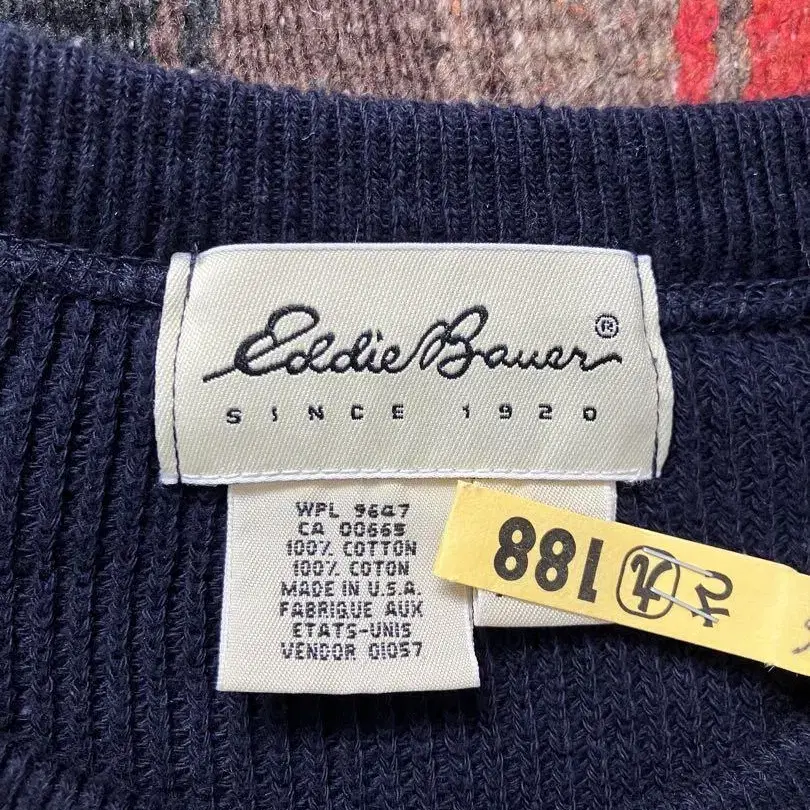 Eddie Bauer®
SINCE 1920
WPL 9647
CA 00665
100% COTTON
100% COTON
MADE IN U.S.A.
FABRIQUE AUX
ETATS-UNIS
VENDOR 01057
188